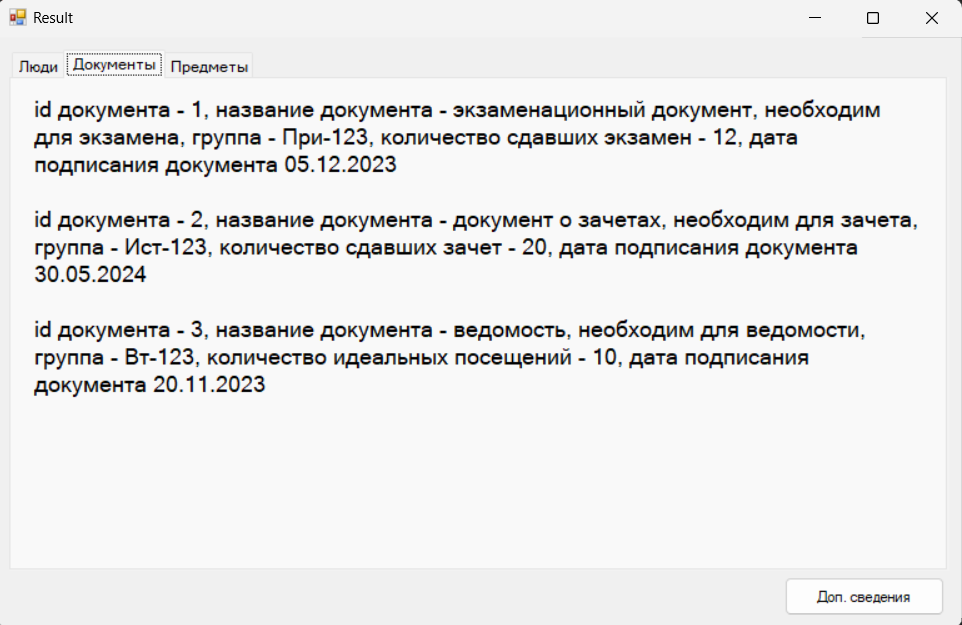 Result
Люди Документы Предметы
id документа - 1, название документа - экзаменационный документ, необходим
для экзамена, группа - При-123, количество сдавших экзамен - 12, дата
подписания документа 05.12.2023
id документа - 2, название документа - документ о зачетах, необходим для зачета,
группа - Ист-123, количество сдавших зачет - 20, дата подписания документа
30.05.2024
id документа - 3, название документа - ведомость, необходим для ведомости,
группа - Вт-123, количество идеальных посещений - 10, дата подписания
документа 20.11.2023
Доп. сведения